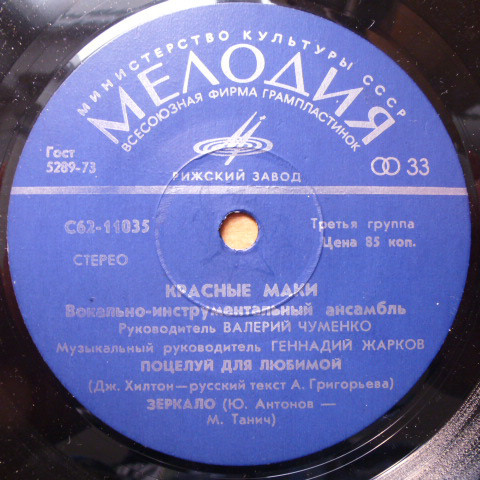 МИНИСТЕРСТВО КУЛЬТУРЫ СССР
МЕЛОДИЯ
ВСЕСОЮЗНАЯ ФИРМА ГРАМПЛАСТИНОК
Гост
5289-73
33
РИЖСКИЙ ЗАВОД
С62-11035
Третья группа
Цена 85 коп.
СТЕРЕО
КРАСНЫЕ МАКИ
Вокально-инструментальный ансамбль
Руководитель ВАЛЕРИЙ ЧУМЕНКО
Музыкальный руководитель ГЕННАДИЙ ЖАРКОВ
ПОЦЕЛУЙ ДЛЯ ЛЮБИМОЙ
(Дж. Хилтон—русский текст А. Григорьева)
ЗЕРКАЛО (Ю. Антонов —
М. Танич)